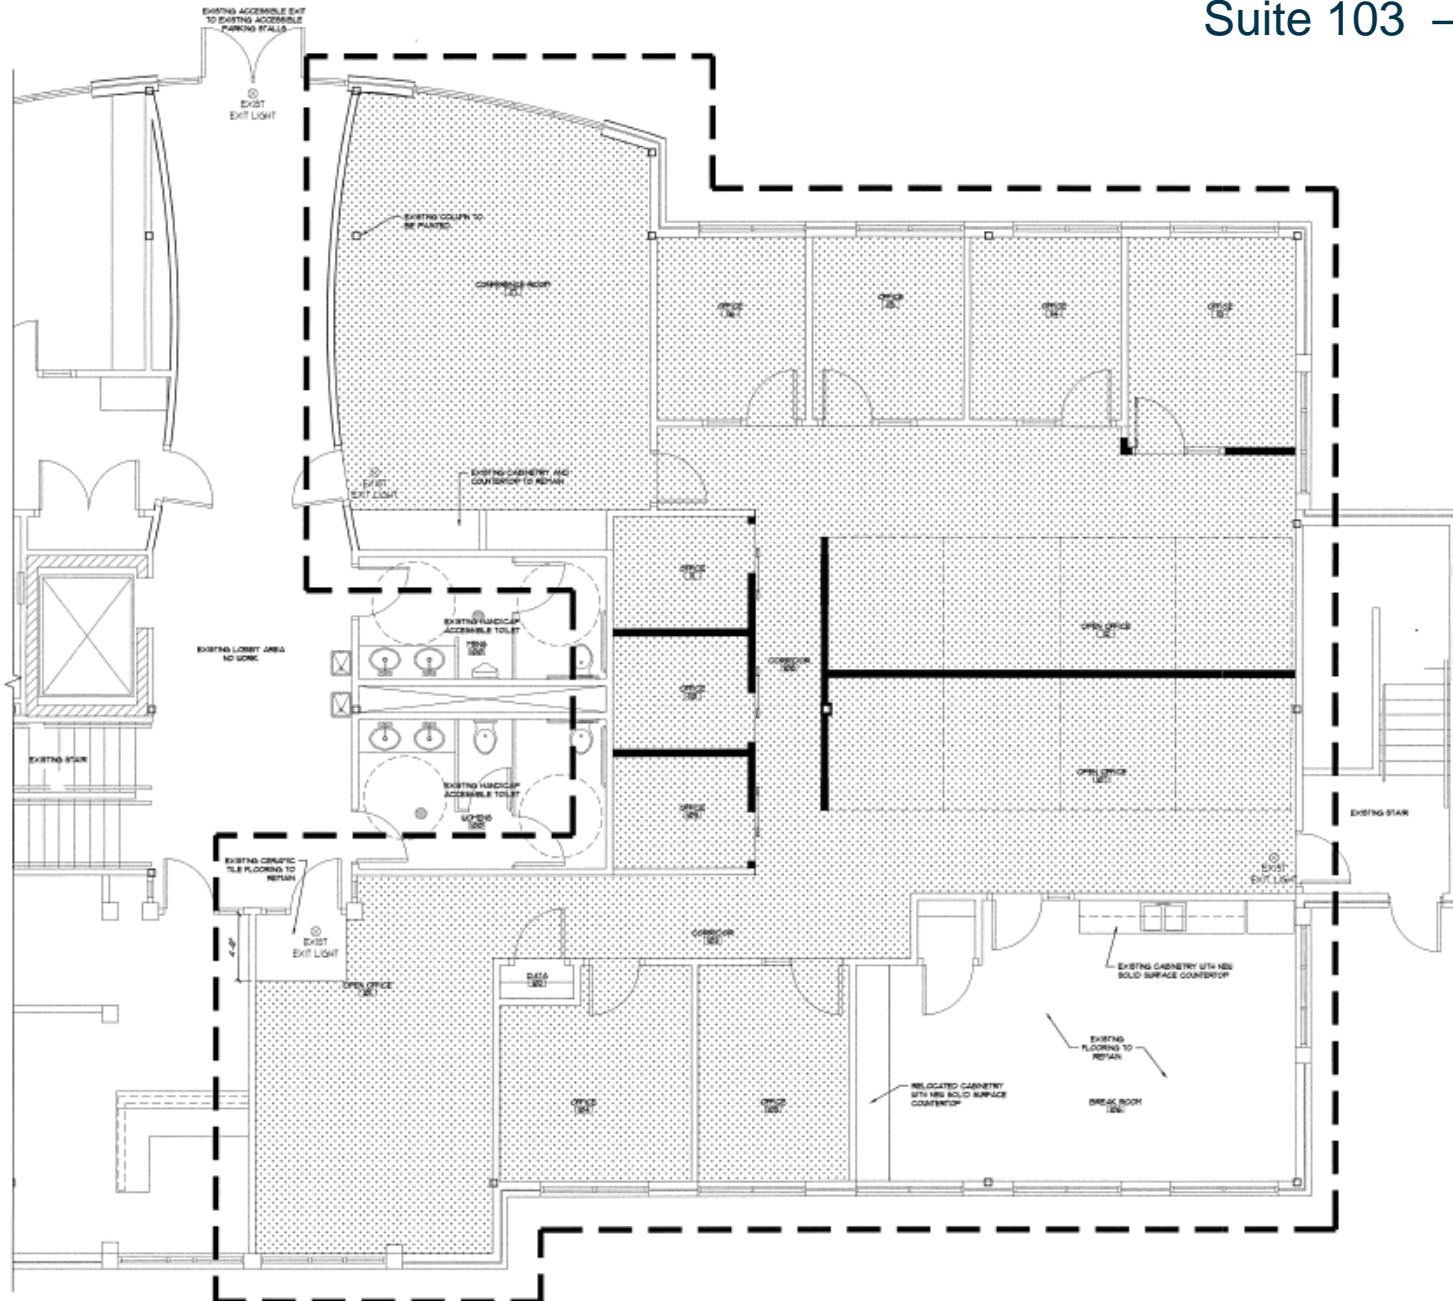 Suite 103 –
EXISTING ACCESSIBLE EXIT
TO EXISTING ACCESSIBLE
PARKING STALLS
EXIST
EXIT LIGHT
EXISTING COLUMN TO
BE PAINTED.
CONFERENCE ROOM
OFFICE
OFFICE
OFFICE
OFFICE
EXIST
EXIT LIGHT
EXISTING CABINETRY AND
COUNTERTOP TO REMAIN
OFFICE
EXISTING HANDICAP
ACCESSIBLE TOILET
MENS
OPEN OFFICE
EXISTING LOBBY AREA
NO WORK
CORRIDOR
OFFICE
EXISTING STAIR
EXISTING HANDICAP
ACCESSIBLE TOILET
WOMENS
OPEN OFFICE
OFFICE
EXISTING STAIR
EXISTING CERAMIC
TILE FLOORING TO
REMAIN
EXIST
EXIT LIGHT
EXIST
EXIT LIGHT
CORRIDOR
DATA
OPEN OFFICE
EXISTING CABINETRY WITH NEW
SOLID SURFACE COUNTERTOP
EXISTING
FLOORING TO
REMAIN
RELOCATED CABINETRY
WITH NEW SOLID SURFACE
COUNTERTOP
OFFICE
OFFICE
BREAK ROOM